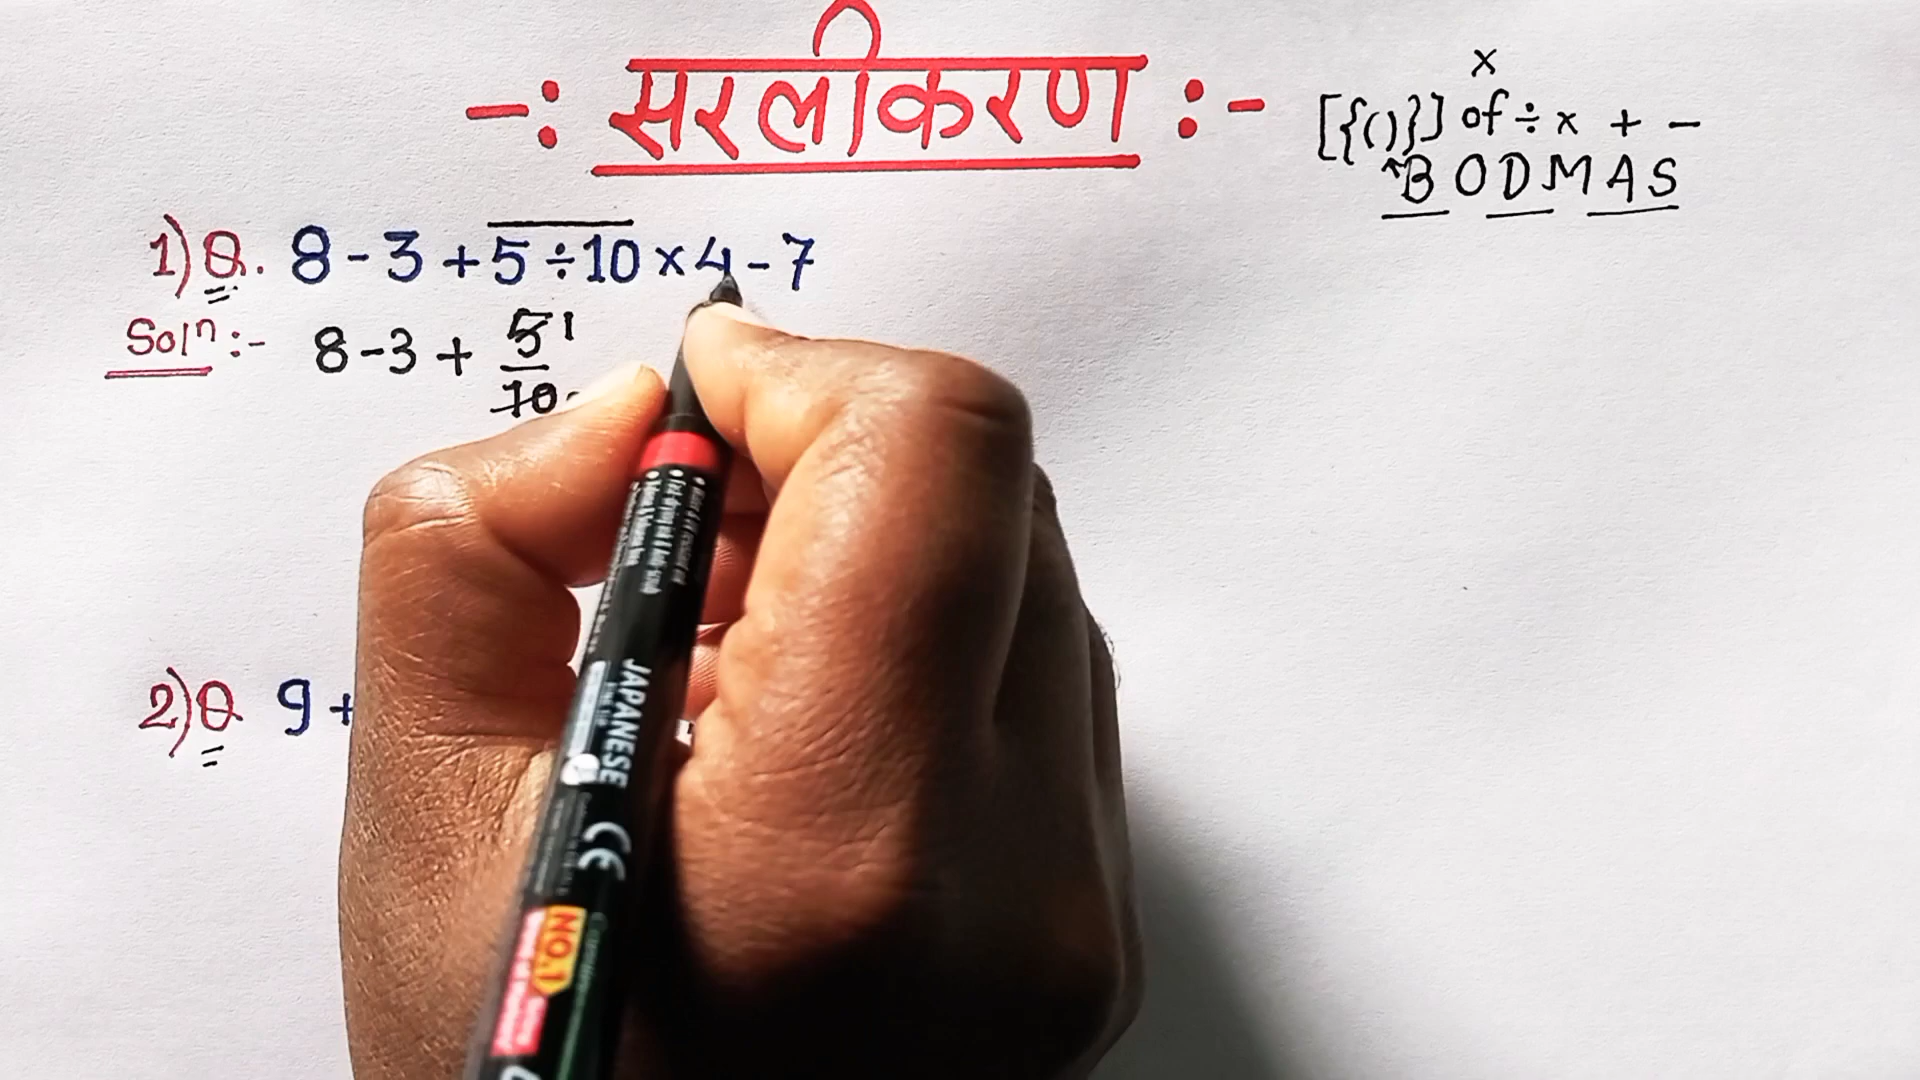 -: सरलीकरण :-
×
[{()}] of ÷ × + -
BODMAS
1) Q. 8 - 3 + 5 ÷ 10 × 4 - 7
Soln :- 8 - 3 + 5 1
10
2) Q 9 +
JAPANESE
CE
NO.1